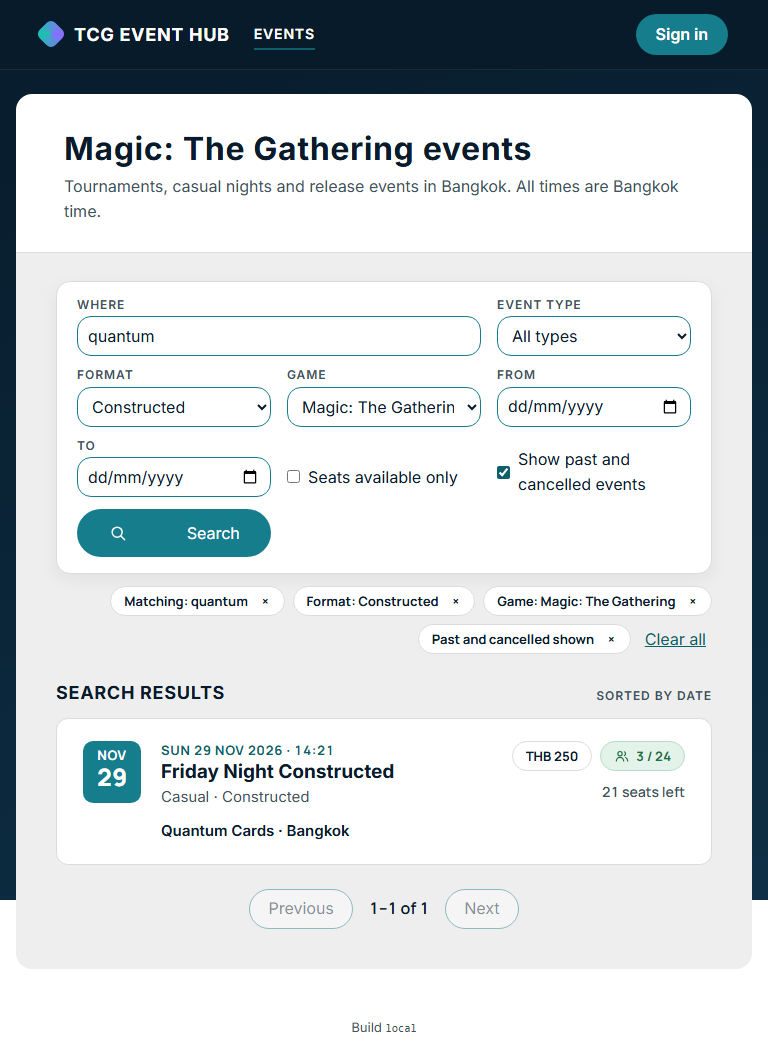 TCG EVENT HUB
EVENTS
Sign in
Magic: The Gathering events
Tournaments, casual nights and release events in Bangkok. All times are Bangkok
time.
WHERE
EVENT TYPE
quantum
All types
FORMAT
GAME
FROM
Constructed
Magic: The Gatherin
dd/mm/yyyy
TO
dd/mm/yyyy
Seats available only
Show past and
cancelled events
Search
Matching: quantum ×
Format: Constructed ×
Game: Magic: The Gathering ×
Past and cancelled shown ×
Clear all
SEARCH RESULTS
SORTED BY DATE
NOV
29
SUN 29 NOV 2026 · 14:21
Friday Night Constructed
Casual · Constructed
Quantum Cards · Bangkok
THB 250
3 / 24
21 seats left
Previous
1–1 of 1
Next
Build local